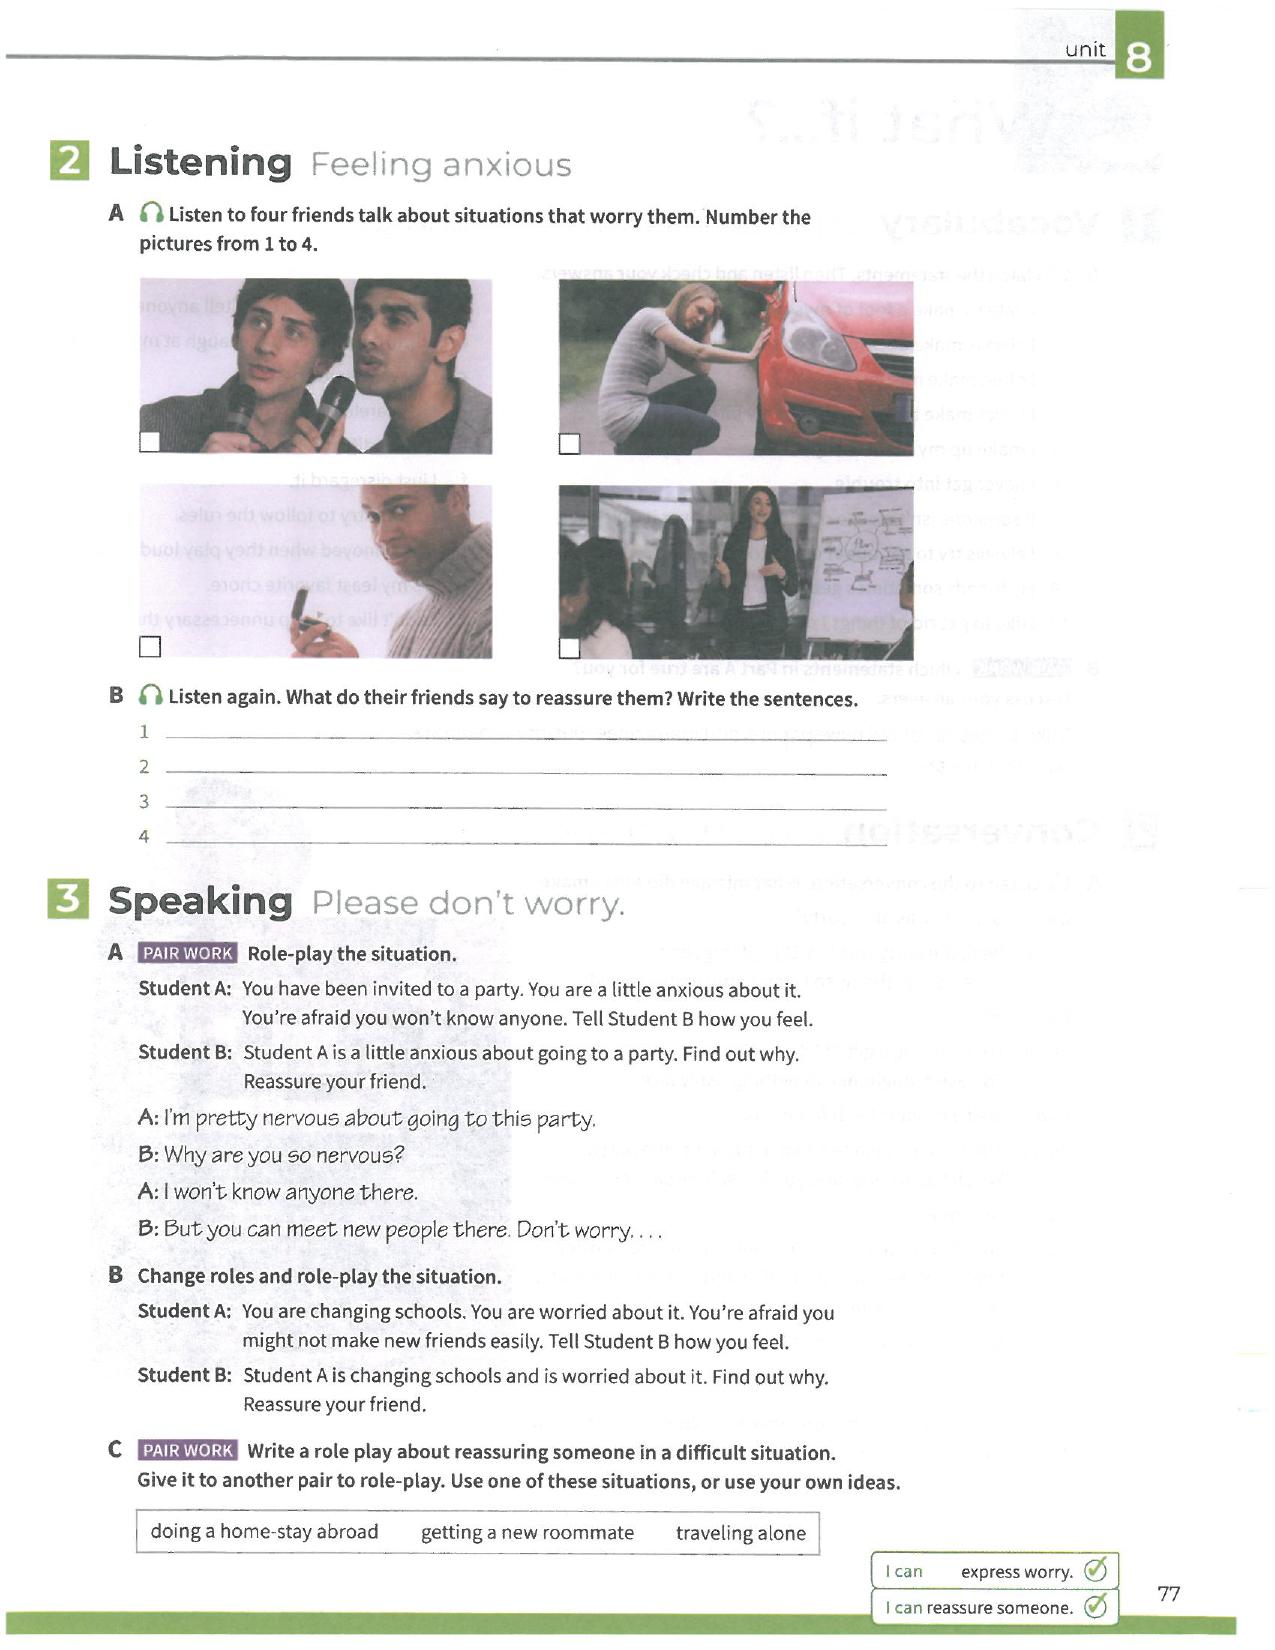 unit 8
2 Listening Feeling anxious
A Listen to four friends talk about situations that worry them. Number the
pictures from 1 to 4.
B Listen again. What do their friends say to reassure them? Write the sentences.
1
2
3
4
3 Speaking Please don't worry.
A PAIR WORK Role-play the situation.
Student A: You have been invited to a party. You are a little anxious about it.
You're afraid you won't know anyone. Tell Student B how you feel.
Student B: Student A is a little anxious about going to a party. Find out why.
Reassure your friend.
A: I'm pretty nervous about going to this party.
B: Why are you so nervous?
A: I won't know anyone there.
B: But you can meet new people there. Don't worry. . . .
B Change roles and role-play the situation.
Student A: You are changing schools. You are worried about it. You're afraid you
might not make new friends easily. Tell Student B how you feel.
Student B: Student A is changing schools and is worried about it. Find out why.
Reassure your friend.
C PAIR WORK Write a role play about reassuring someone in a difficult situation.
Give it to another pair to role-play. Use one of these situations, or use your own ideas.
doing a home-stay abroad getting a new roommate traveling alone
I can express worry.
I can reassure someone.
77